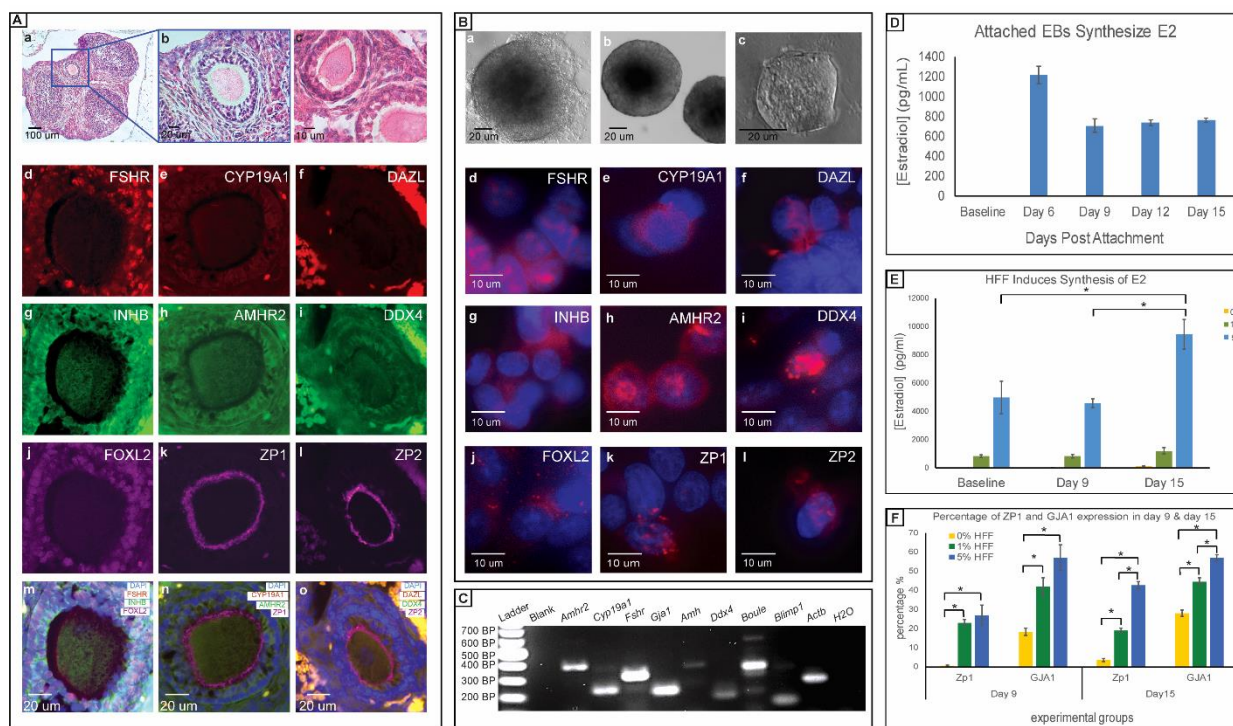 A
a
b
c
100 um
20 um
10 um
d
FSHR
e
CYP19A1
f
DAZL
g
INHB
h
AMHR2
i
DDX4
j
FOXL2
k
ZP1
l
ZP2
m
DAPI
FSHR
INHB
FOXL2
20 um
n
DAPI
CYP19A1
AMHR2
ZP1
20 um
o
DAPI
DAZL
DDX4
ZP2
20 um
B
a
b
c
20 um
20 um
20 um
d
FSHR
e
CYP19A1
f
DAZL
10 um
10 um
10 um
g
INHB
h
AMHR2
i
DDX4
10 um
10 um
10 um
j
FOXL2
k
ZP1
l
ZP2
10 um
10 um
10 um
C
Ladder Blank Amhr2 Cyp19a1 Fshr Gja1 Amh Ddx4 Boule Blimp1 Actb H2O
700 BP
500 BP
400 BP
300 BP
200 BP
D
Attached EBs Synthesize E2
[Estradiol] (pg/mL)
1400
1200
1000
800
600
400
200
0
Baseline Day 6 Day 9 Day 12 Day 15
Days Post Attachment
E
HFF Induces Synthesis of E2
[Estradiol] (pg/ml)
12000
10000
8000
6000
4000
2000
0
*
*
Baseline Day 9 Day 15
F
Percentage of ZP1 and GJA1 expression in day 9 & day 15
0% HFF
1% HFF
5% HFF
percentage %
70
60
50
40
30
20
10
0
* * * * * * * * *
Zp1 GJA1 Zp1 GJA1
Day 9 Day15
experimental groups